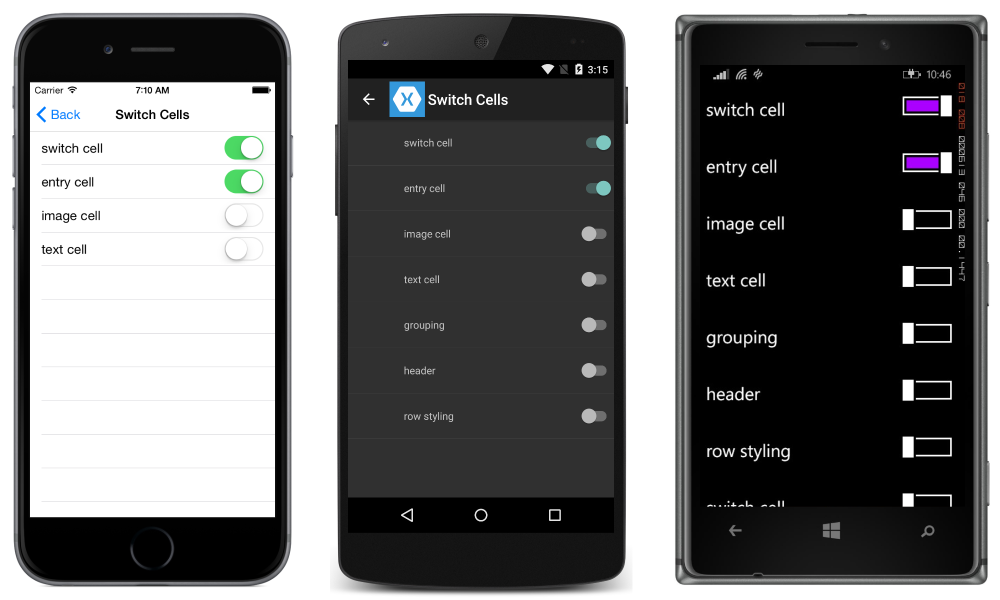 Carrier 7:10 AM
Back Switch Cells
switch cell
entry cell
image cell
text cell
3:15
Switch Cells
switch cell
entry cell
image cell
text cell
grouping
header
row styling
10:46
switch cell
entry cell
image cell
text cell
grouping
header
row styling
switch cell